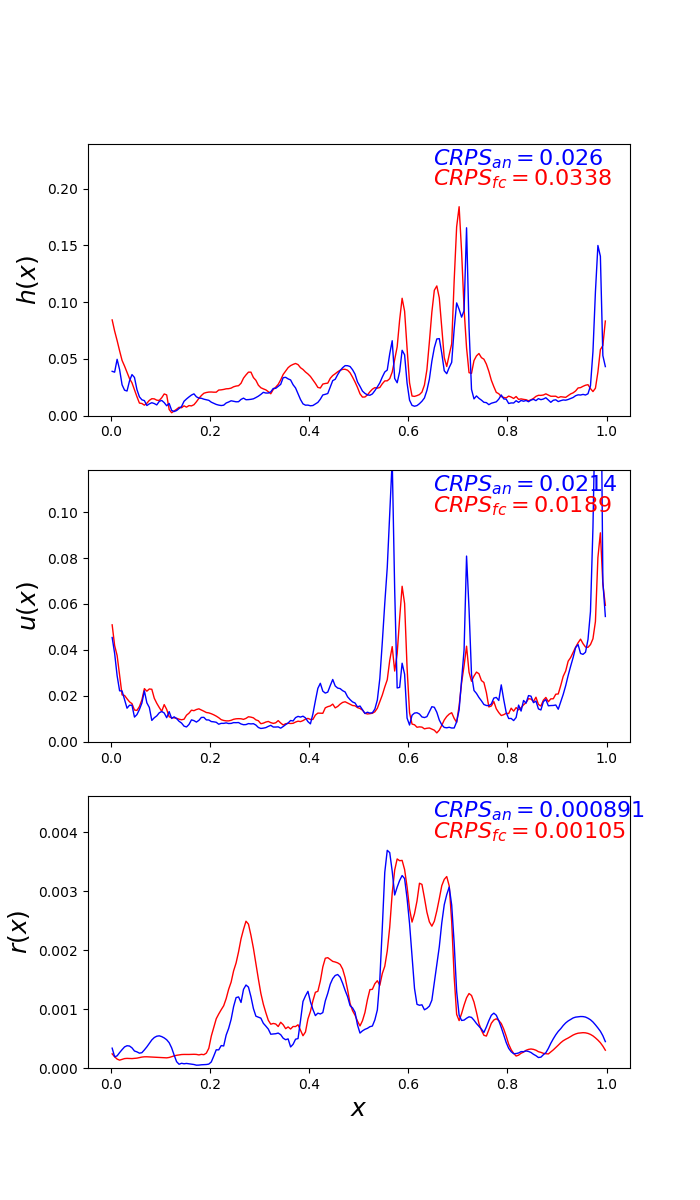 CRPS_an = 0.026
CRPS_fc = 0.0338
h(x)
0.20
0.15
0.10
0.05
0.00
0.0 0.2 0.4 0.6 0.8 1.0
CRPS_an = 0.0214
CRPS_fc = 0.0189
u(x)
0.10
0.08
0.06
0.04
0.02
0.00
0.0 0.2 0.4 0.6 0.8 1.0
CRPS_an = 0.000891
CRPS_fc = 0.00105
r(x)
0.004
0.003
0.002
0.001
0.000
0.0 0.2 0.4 0.6 0.8 1.0
x